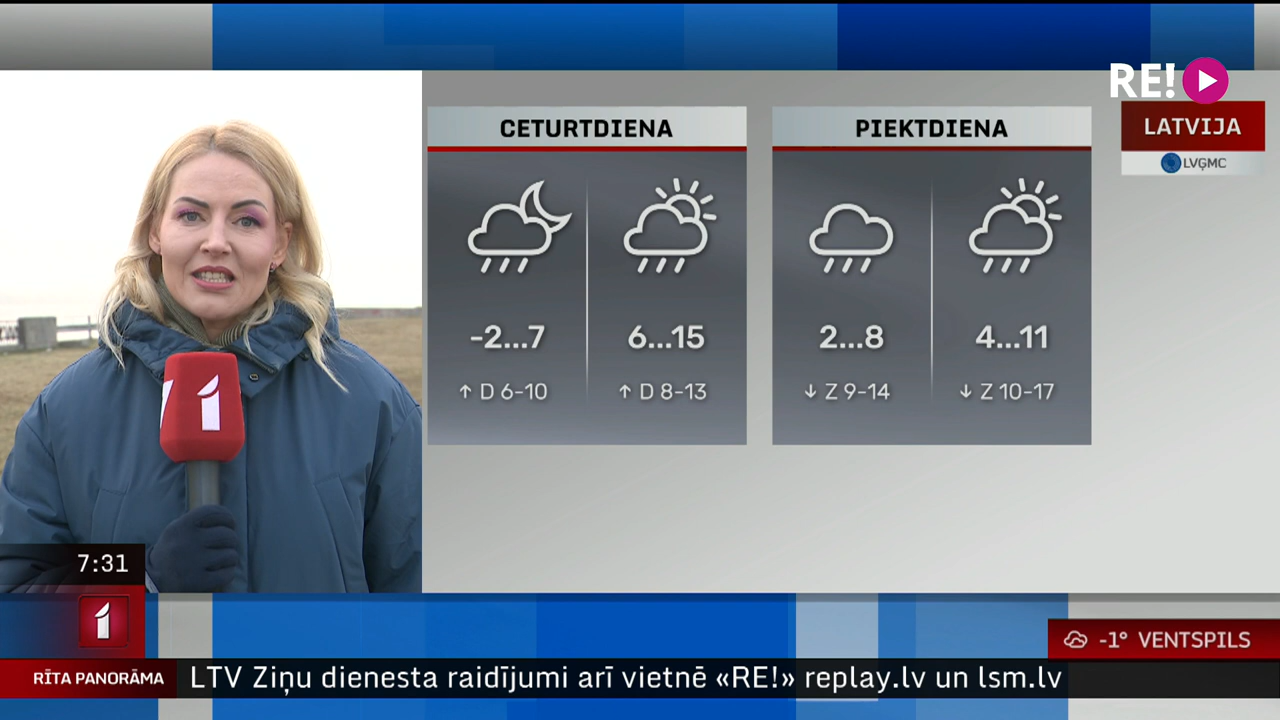 RE!
LATVIJA
LVĢMC
CETURTDIENA
-2...7
6...15
↑ D 6-10
↑ D 8-13
PIEKTDIENA
2...8
4...11
↓ Z 9-14
↓ Z 10-17
1
7:31
1
-1° VENTSPILS
RĪTA PANORĀMA
LTV Ziņu dienesta raidījumi arī vietnē «RE!» replay.lv un lsm.lv